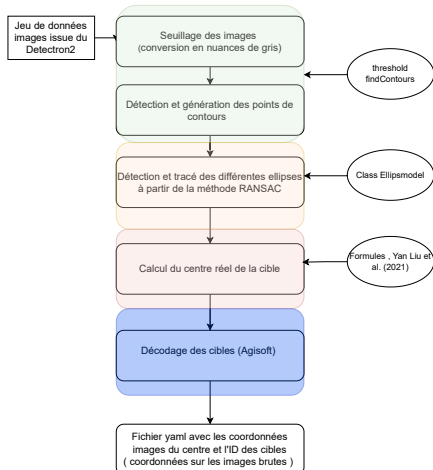 Jeu de données
images issue du
Detectron2
Seuillage des images
(conversion en nuances de gris)
threshold
findContours
Détection et génération des points de
contours
Détection et tracé des différentes ellipses
à partir de la méthode RANSAC
Class Ellipsmodel
Calcul du centre réel de la cible
Formules , Yan Liu et
al. (2021)
Décodage des cibles (Agisoft)
Fichier yaml avec les coordonnées
images du centre et l'ID des cibles
( coordonnées sur les images brutes )